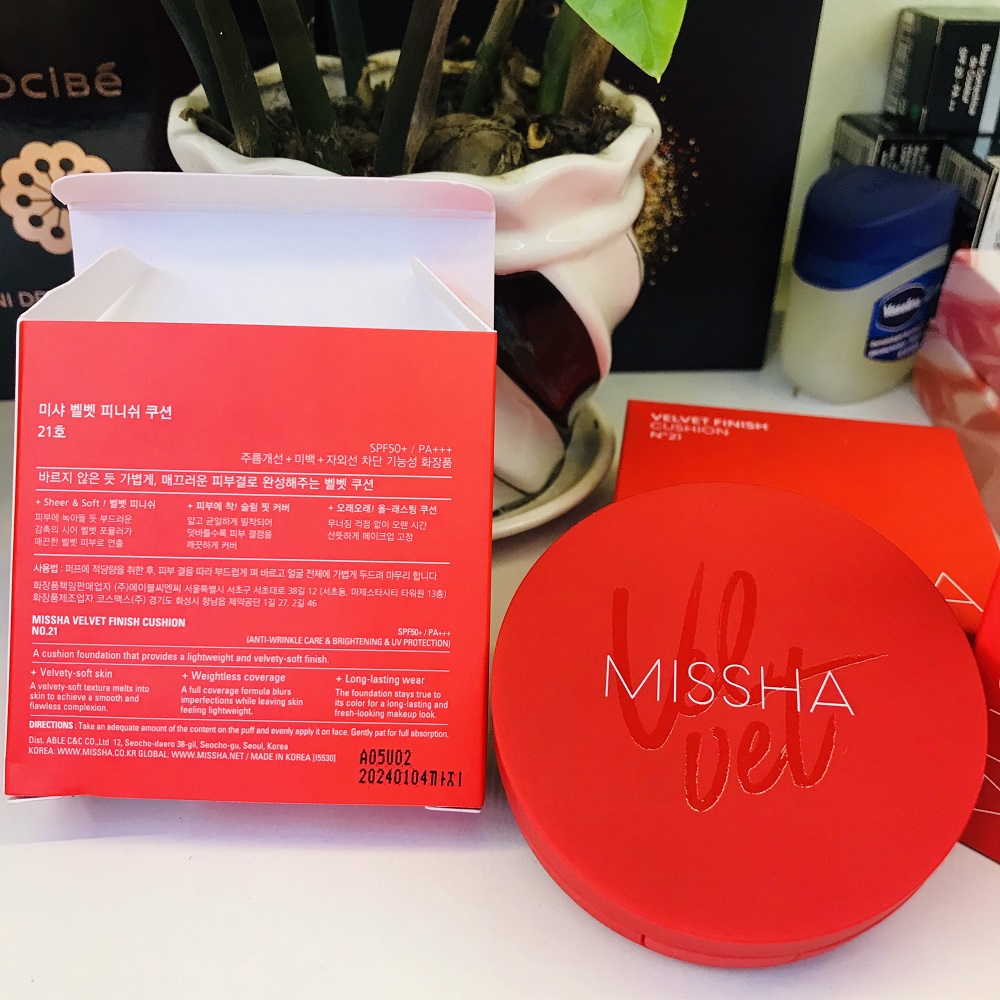 OCIBÉ
미샤 벨벳 피니쉬 쿠션
21호
SPF50+ / PA+++
주름개선 + 미백 + 자외선 차단 기능성 화장품
바르지 않은 듯 가볍게, 매끄러운 피부결로 완성해주는 벨벳 쿠션
+ Sheer & Soft ! 벨벳 피니쉬
피부에 녹아들 듯 부드러운
감촉의 시어 벨벳 포뮬러가
매끈한 벨벳 피부로 연출
+ 피부에 착! 슬림 핏 커버
얇고 균일하게 밀착되어
덧바를수록 피부 결점을
깨끗하게 커버
+ 오래오래! 올-래스팅 쿠션
무너짐 걱정 없이 오랜 시간
산뜻하게 메이크업 고정
사용법 : 퍼프에 적당량을 취한 후, 피부 결을 따라 부드럽게 펴 바르고 얼굴 전체에 가볍게 두드려 마무리 합니다.
화장품책임판매업자 (주)에이블씨엔씨 서울특별시 서초구 서초대로 38길 12 (서초동, 마제스타시티 타워원 13층)
화장품제조업자 코스맥스(주) 경기도 화성시 향남읍 제약공단 1길 27, 2길 46
MISSHA VELVET FINISH CUSHION
NO.21
SPF50+ / PA+++
(ANTI-WRINKLE CARE & BRIGHTENING & UV PROTECTION)
A cushion foundation that provides a lightweight and velvety-soft finish.
+ Velvety-soft skin
A velvety-soft texture melts into
skin to achieve a smooth and
flawless complexion.
+ Weightless coverage
A full coverage formula blurs
imperfections while leaving skin
feeling lightweight.
+ Long-lasting wear
The foundation stays true to
its color for a long-lasting and
fresh-looking makeup look.
DIRECTIONS : Take an adequate amount of the content on the puff and evenly apply it on face. Gently pat for full absorption.
Dist. ABLE C&C CO.,Ltd 12, Seocho-daero 38-gil, Seocho-gu, Seoul, Korea
KOREA: WWW.MISSHA.CO.KR GLOBAL: WWW.MISSHA.NET / MADE IN KOREA [I5530]
A05U02
20240104까지
VELVET FINISH
CUSHION
N°21
Velvet
MISSHA
Vaseline